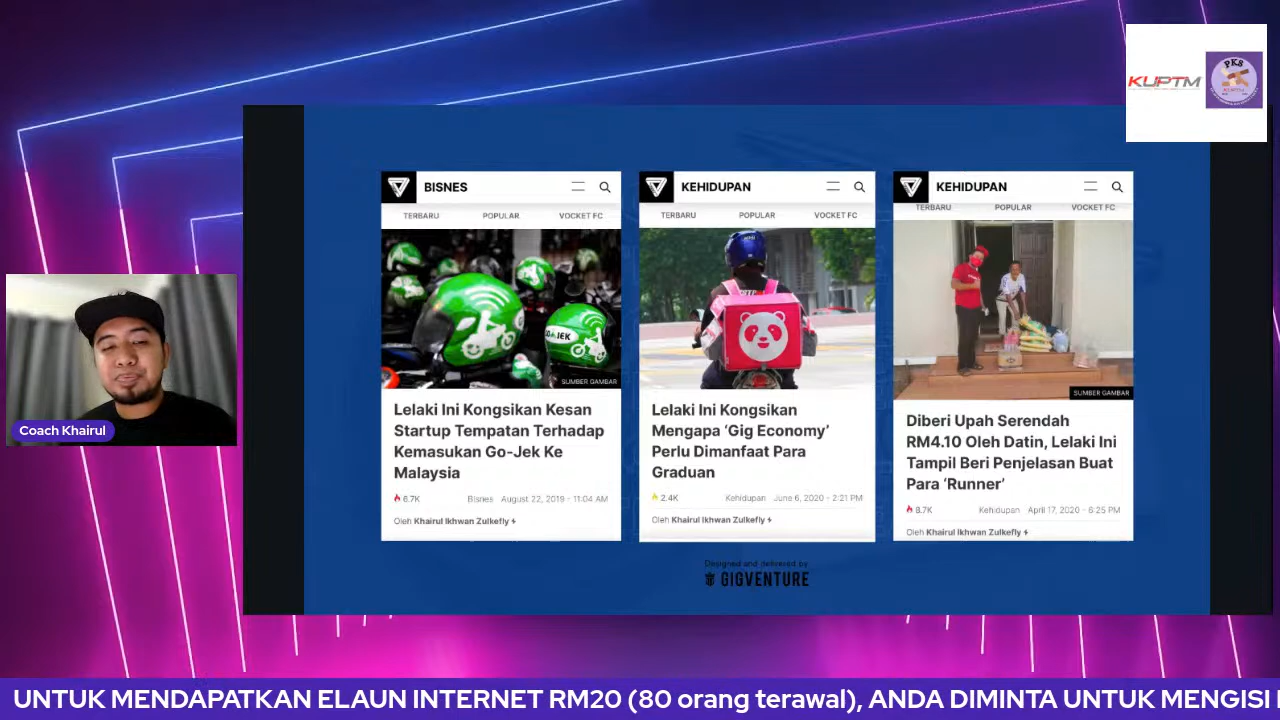 KUPTM
PKS
BISNES
TERBARU POPULAR VOCKET FC
GO-JEK
SUMBER GAMBAR
Lelaki Ini Kongsikan Kesan
Startup Tempatan Terhadap
Kemasukan Go-Jek Ke
Malaysia
6.7K Bisnes August 22, 2019 - 11:04 AM
Oleh Khairul Ikhwan Zulkefly
KEHIDUPAN
TERBARU POPULAR VOCKET FC
Lelaki Ini Kongsikan
Mengapa ‘Gig Economy’
Perlu Dimanfaat Para
Graduan
2.4K Kehidupan June 6, 2020 - 2:21 PM
Oleh Khairul Ikhwan Zulkefly
KEHIDUPAN
TERBARU POPULAR VOCKET FC
SUMBER GAMBAR
Diberi Upah Serendah
RM4.10 Oleh Datin, Lelaki Ini
Tampil Beri Penjelasan Buat
Para ‘Runner’
8.7K Kehidupan April 17, 2020 - 6:25 PM
Oleh Khairul Ikhwan Zulkefly
Designed and delivered by
GIGVENTURE
Coach Khairul
UNTUK MENDAPATKAN ELAUN INTERNET RM20 (80 orang terawal), ANDA DIMINTA UNTUK MENGISI